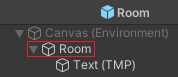 Room
Canvas (Environment)
Room
Text (TMP)